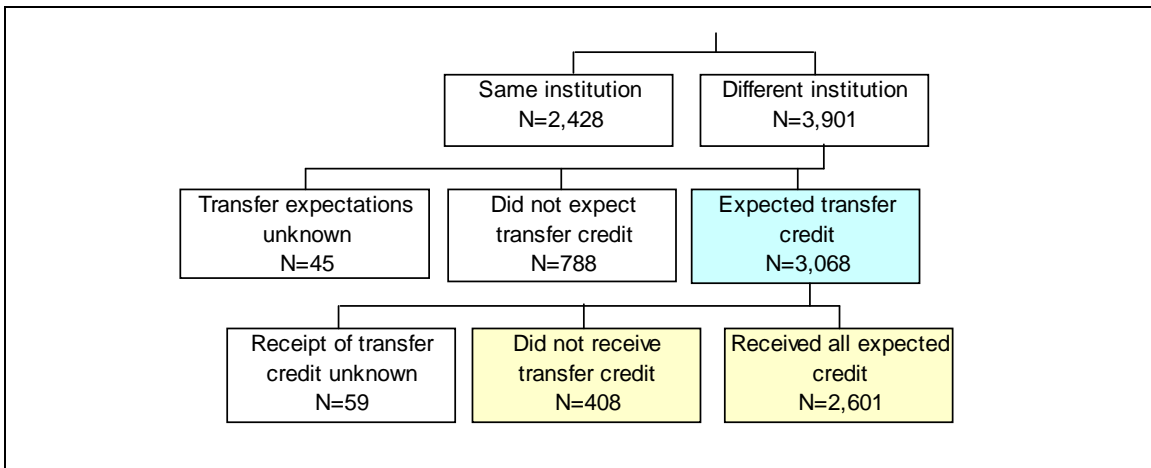 Same institution
N=2,428
Different institution
N=3,901
Transfer expectations
unknown
N=45
Did not expect
transfer credit
N=788
Expected transfer
credit
N=3,068
Receipt of transfer
credit unknown
N=59
Did not receive
transfer credit
N=408
Received all expected
credit
N=2,601